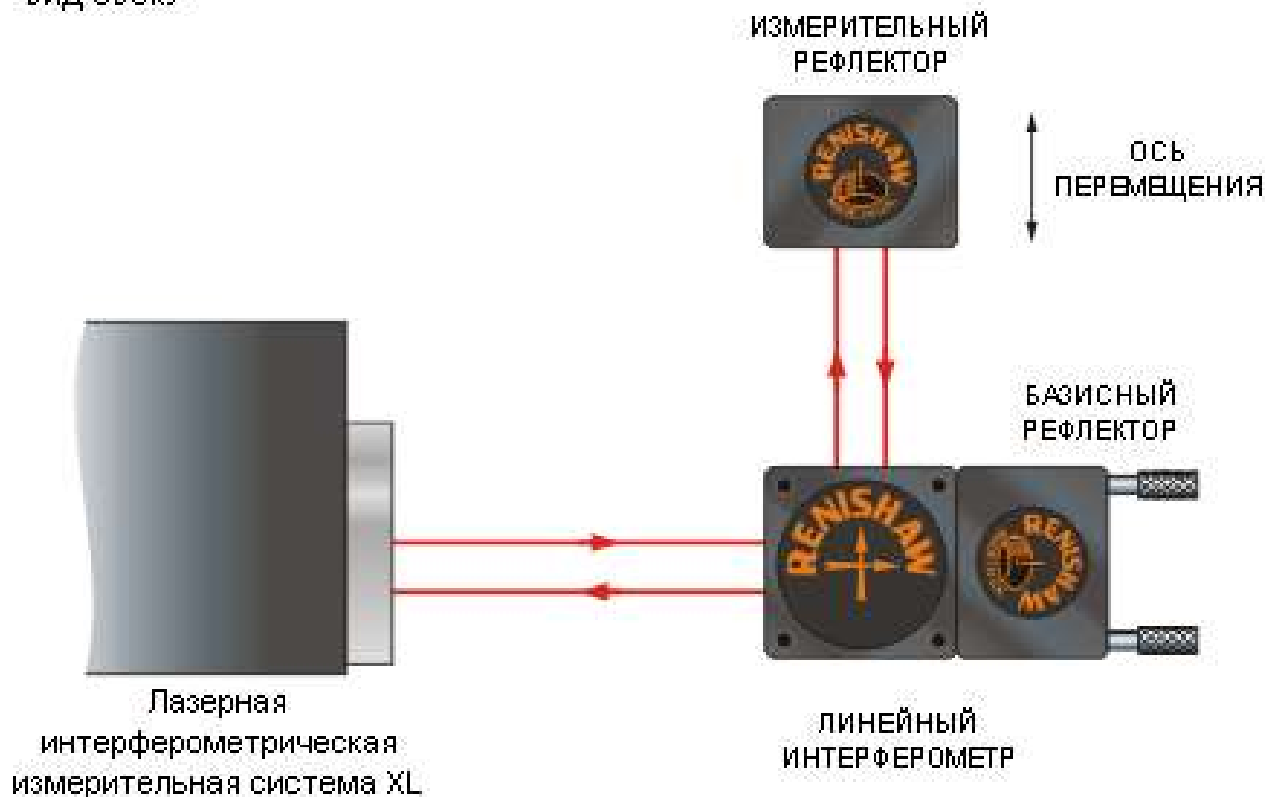 ИЗМЕРИТЕЛЬНЫЙ
РЕФЛЕКТОР
RENISHAW
ОСЬ
ПЕРЕМЕЩЕНИЯ
БАЗИСНЫЙ
РЕФЛЕКТОР
RENISHAW
RENISHAW
Лазерная
интерферометрическая
измерительная система XL
ЛИНЕЙНЫЙ
ИНТЕРФЕРОМЕТР